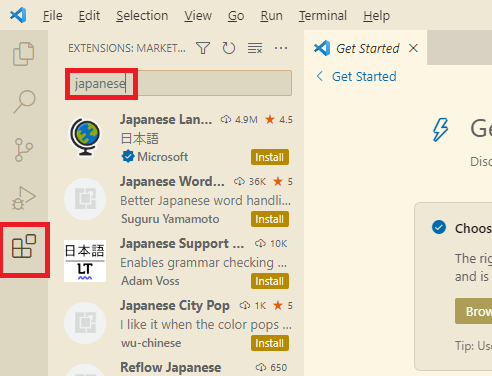 File Edit Selection View Go Run Terminal Help
EXTENSIONS: MARKET...
Get Started
japanese
Get Started
Japanese Lan... 4.9M ★ 4.5
日本語
Microsoft Install
Japanese Word... 36K ★ 5
Better Japanese word handli...
Suguru Yamamoto Install
日本語
LT
Japanese Support ... 10K
Enables grammar checking ...
Adam Voss Install
Japanese City Pop 1K ★ 5
I like it when the color pops ...
wu-chinese Install
Reflow Japanese 650
Ge
Disc
Choos
The rig
and is
Brow
Tip: Use